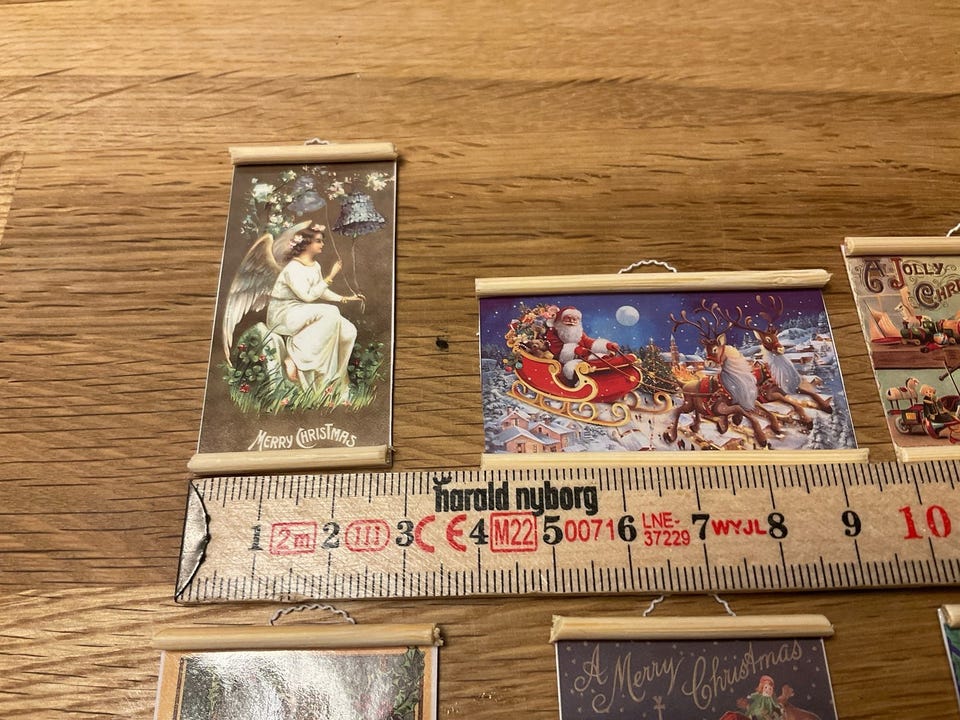 MERRY CHRISTMAS
A JOLLY
CHRI
harald nyborg
1 2m 2 III 3 CE 4 M22 5 00716 LNE-37229 7 WYJL 8 9 10
A Merry Christmas